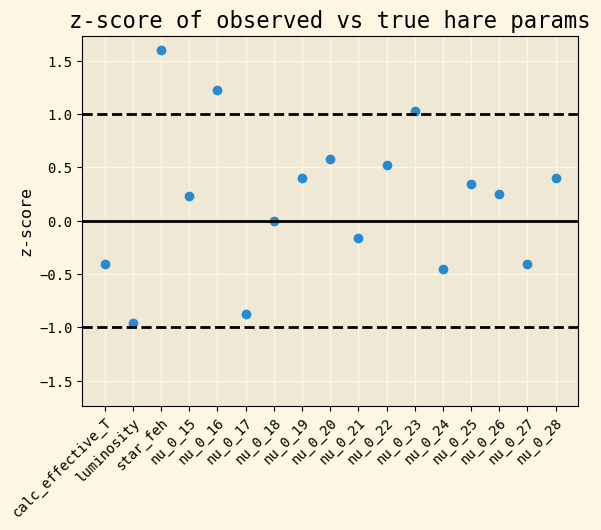 z-score of observed vs true hare params
z-score
1.5
1.0
0.5
0.0
−0.5
−1.0
−1.5
calc_effective_T
luminosity
star_feh
nu_0_15
nu_0_16
nu_0_17
nu_0_18
nu_0_19
nu_0_20
nu_0_21
nu_0_22
nu_0_23
nu_0_24
nu_0_25
nu_0_26
nu_0_27
nu_0_28